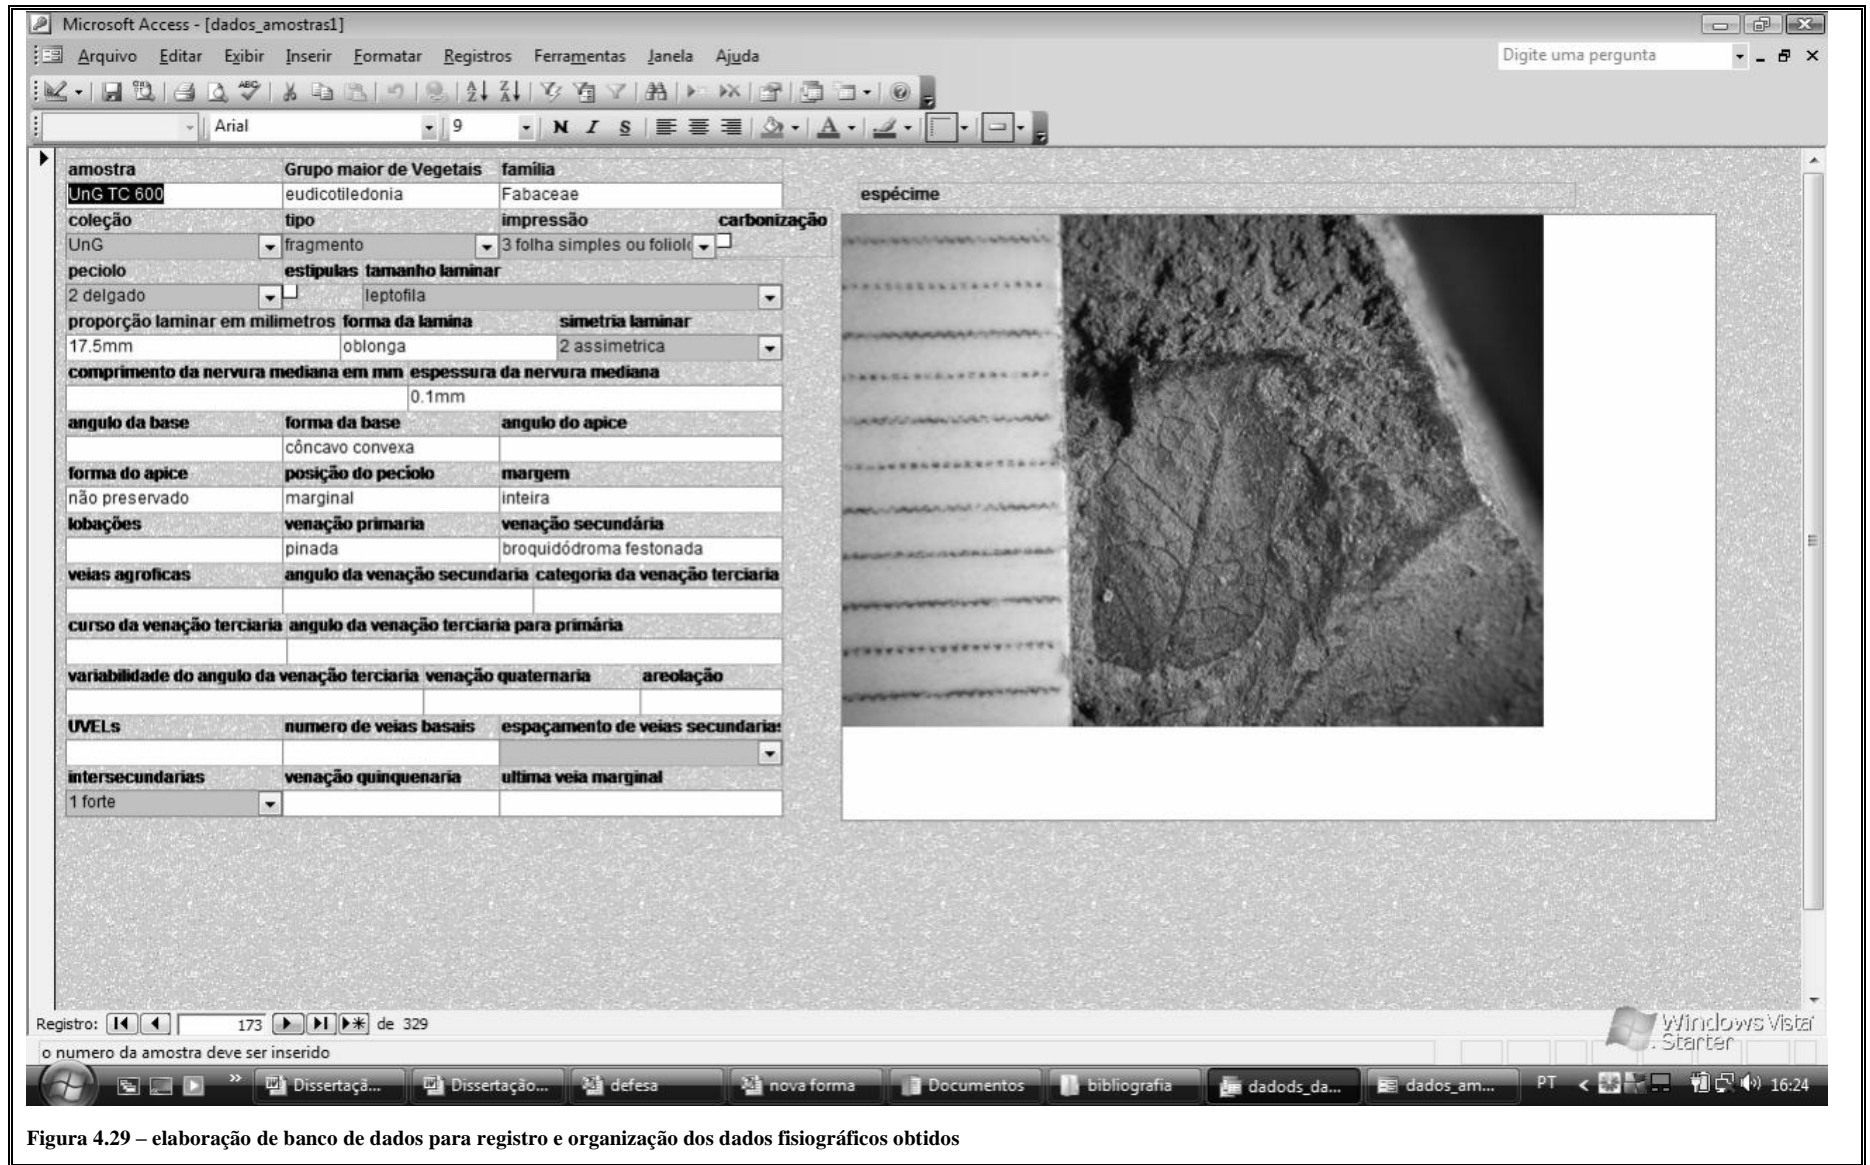 Microsoft Access - [dados_amostras1]
Arquivo Editar Exibir Inserir Formatar Registros Ferramentas Janela Ajuda Digite uma pergunta
Arial 9 N I S A
amostra Grupo maior de Vegetais família
UnG TC 600 eudicotiledonia Fabaceae espécime
coleção tipo impressão carbonização
UnG fragmento 3 folha simples ou foliolo
peciolo estipulas tamanho laminar
2 delgado leptofila
proporção laminar em milimetros forma da lamina simetria laminar
17.5mm oblonga 2 assimetrica
comprimento da nervura mediana em mm espessura da nervura mediana
0.1mm
angulo da base forma da base angulo do apice
côncavo convexa
forma do apice posição do pecíolo margem
não preservado marginal inteira
lobações venação primaria venação secundária
pinada broquidódroma festonada
veias agroficas angulo da venação secundaria categoria da venação terciaria
curso da venação terciaria angulo da venação terciaria para primária
variabilidade do angulo da venação terciaria venação quaternaria areolação
UVELs numero de veias basais espaçamento de veias secundarias
intersecundarias venação quinquenaria ultima veia marginal
1 forte
Registro: 173 de 329
Windows Vista
Starter
o numero da amostra deve ser inserido
Dissertaçã... Dissertação... defesa nova forma Documentos bibliografia dadods_da... dados_am... PT 16:24
Figura 4.29 – elaboração de banco de dados para registro e organização dos dados fisiográficos obtidos